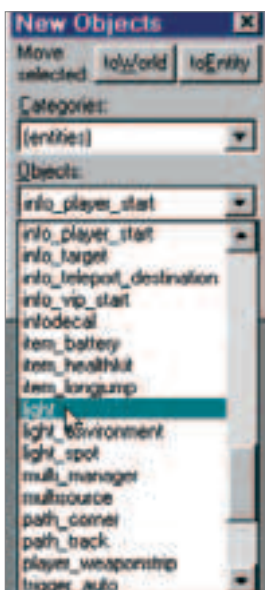 New Objects
Move selected: toWorld toEntity
Categories:
(entities)
Objects:
info_player_start
info_player_start
info_target
info_teleport_destination
info_vip_start
infodecal
item_battery
item_healthkit
item_longjump
light
light_environment
light_spot
multi_manager
multisource
path_corner
path_track
player_weaponstrip
trigger_auto